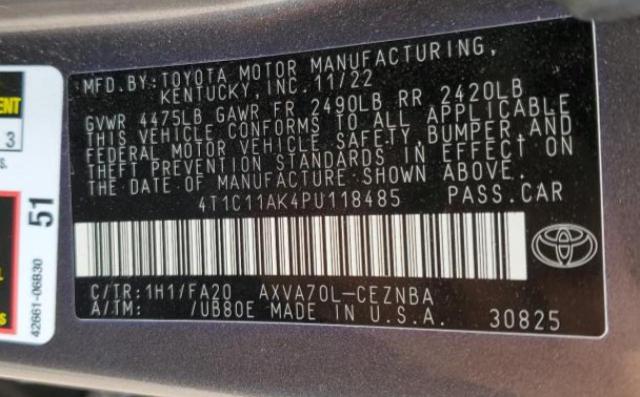 MFD.BY: TOYOTA MOTOR MANUFACTURING,
KENTUCKY, INC. 11/22
GVWR 4475LB GAWR FR 2490LB RR 2420LB
THIS VEHICLE CONFORMS TO ALL APPLICABLE
FEDERAL MOTOR VEHICLE SAFETY, BUMPER, AND
THEFT PREVENTION STANDARDS IN EFFECT ON
THE DATE OF MANUFACTURE SHOWN ABOVE.
4T1C11AK4PU118485 PASS.CAR
C/TR: 1H1/FA20 AXVA70L-CEZNBA
A/TM: /UB80E MADE IN U.S.A. 30825
3
51
42661-06B30